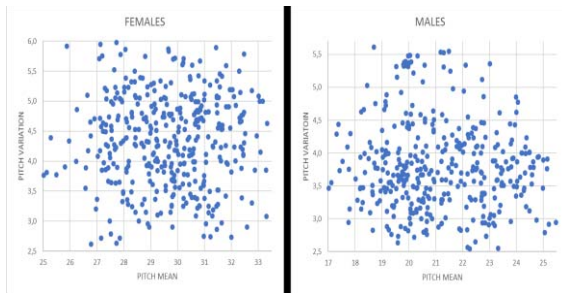 FEMALES
6,0
5,5
5,0
4,5
4,0
3,5
3,0
2,5
PITCH VARIATION
25 26 27 28 29 30 31 32 33
PITCH MEAN
MALES
5,5
5,0
4,5
4,0
3,5
3,0
2,5
PITCH VARIATOIN
17 18 19 20 21 22 23 24 25
PITCH MEAN